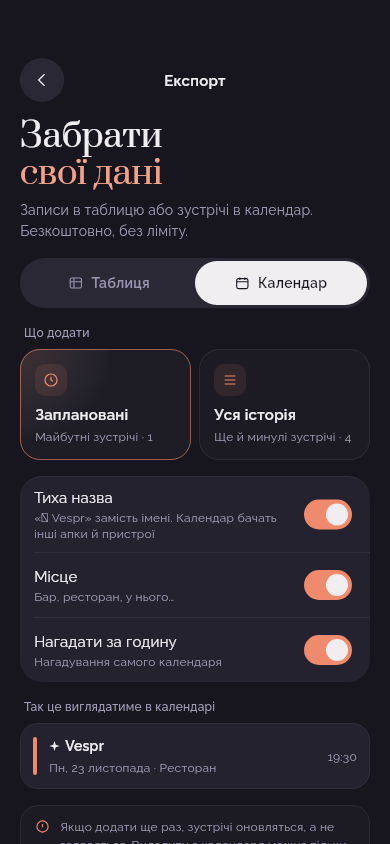 Експорт
Забрати
свої дані
Записи в таблицю або зустрічі в календар.
Безкоштовно, без ліміту.
Таблиця
Календар
Що додати
Заплановані
Майбутні зустрічі · 1
Уся історія
Ще й минулі зустрічі · 4
Тиха назва
«▯ Vespr» замість імені. Календар бачать
інші апки й пристрої
Місце
Бар, ресторан, у нього…
Нагадати за годину
Нагадування самого календаря
Так це виглядатиме в календарі
✦ Vespr
Пн, 23 листопада · Ресторан
19:30
Якщо додати ще раз, зустрічі оновляться, а не